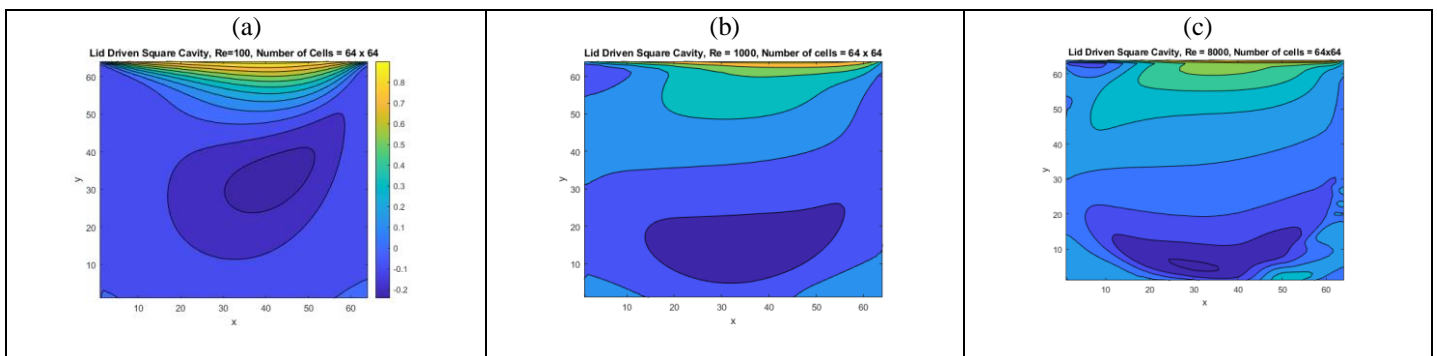 (a)
Lid Driven Square Cavity, Re=100, Number of Cells = 64 x 64
60
50
40
30
20
10
y
10 20 30 40 50 60
x
0.8
0.7
0.6
0.5
0.4
0.3
0.2
0.1
0
-0.1
-0.2
(b)
Lid Driven Square Cavity, Re = 1000, Number of cells = 64 x 64
60
50
40
30
20
10
y
10 20 30 40 50 60
x
(c)
Lid Driven Square Cavity, Re = 8000, Number of cells = 64x64
60
50
40
30
20
10
y
10 20 30 40 50 60
x